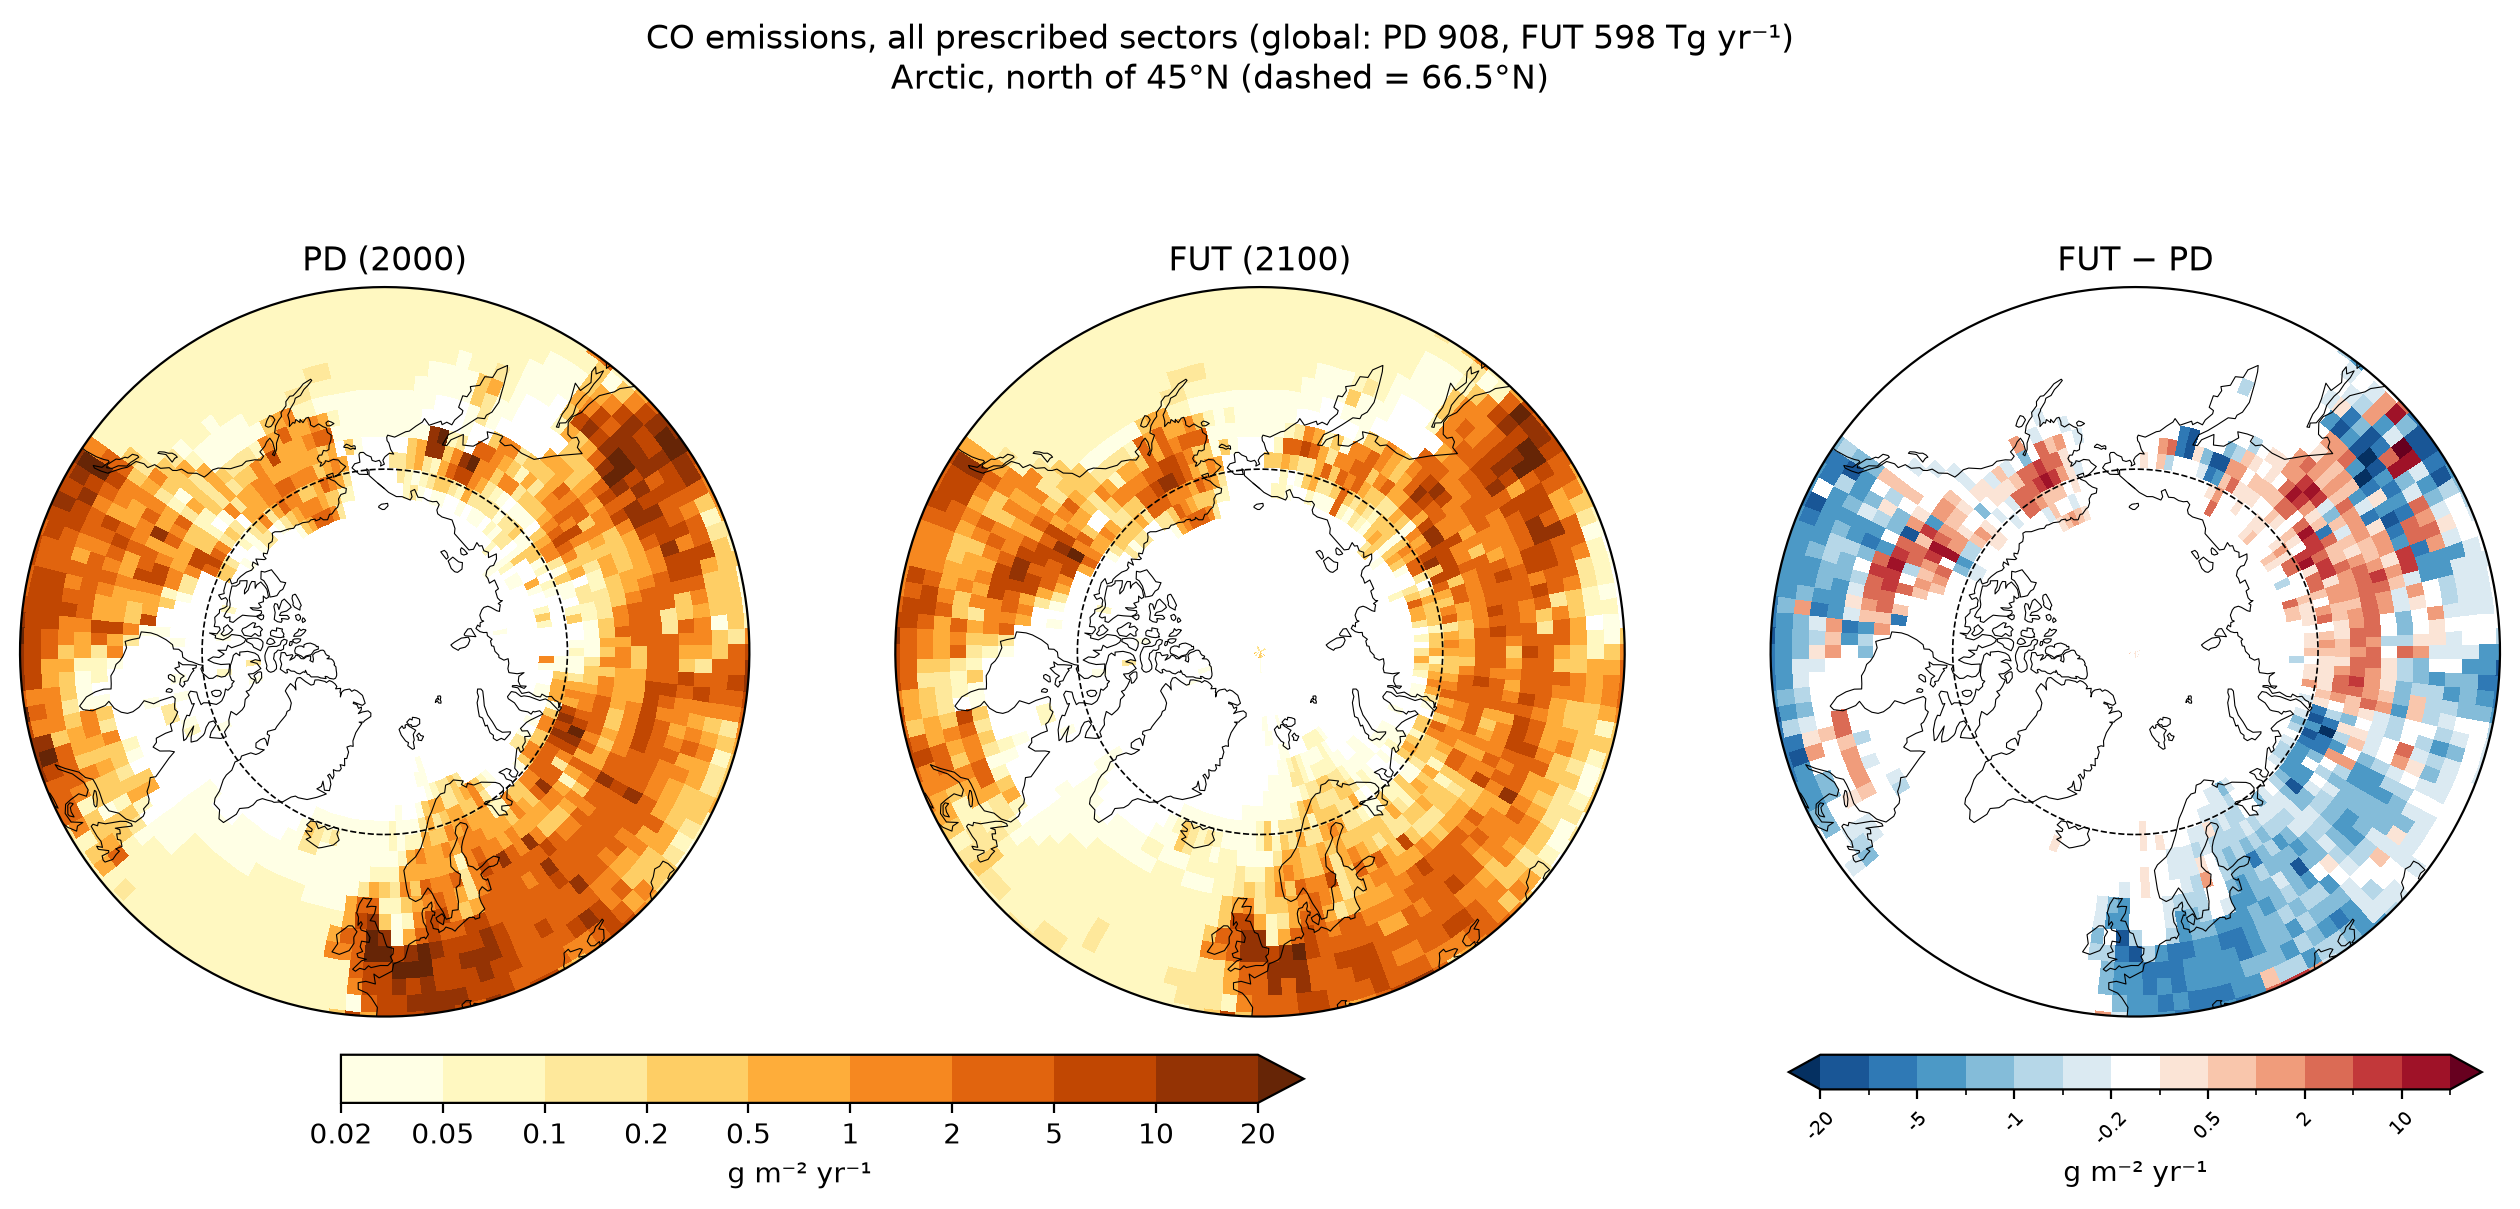 CO emissions, all prescribed sectors (global: PD 908, FUT 598 Tg yr⁻¹)
Arctic, north of 45°N (dashed = 66.5°N)
PD (2000)
FUT (2100)
FUT − PD
0.02 0.05 0.1 0.2 0.5 1 2 5 10 20
g m⁻² yr⁻¹
-20 -5 -1 -0.2 0.5 2 10
g m⁻² yr⁻¹